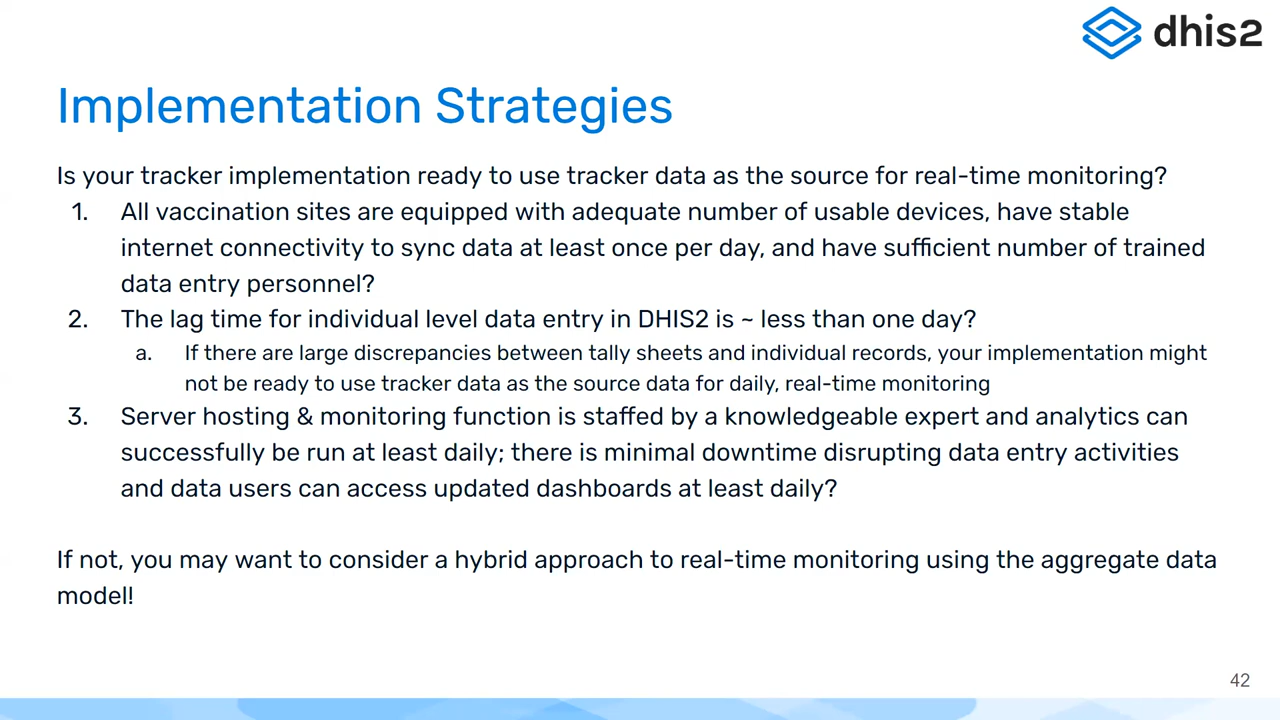 dhis2
Implementation Strategies
Is your tracker implementation ready to use tracker data as the source for real-time monitoring?
1. All vaccination sites are equipped with adequate number of usable devices, have stable
internet connectivity to sync data at least once per day, and have sufficient number of trained
data entry personnel?
2. The lag time for individual level data entry in DHIS2 is ~ less than one day?
a. If there are large discrepancies between tally sheets and individual records, your implementation might
not be ready to use tracker data as the source data for daily, real-time monitoring
3. Server hosting & monitoring function is staffed by a knowledgeable expert and analytics can
successfully be run at least daily; there is minimal downtime disrupting data entry activities
and data users can access updated dashboards at least daily?
If not, you may want to consider a hybrid approach to real-time monitoring using the aggregate data
model!
42